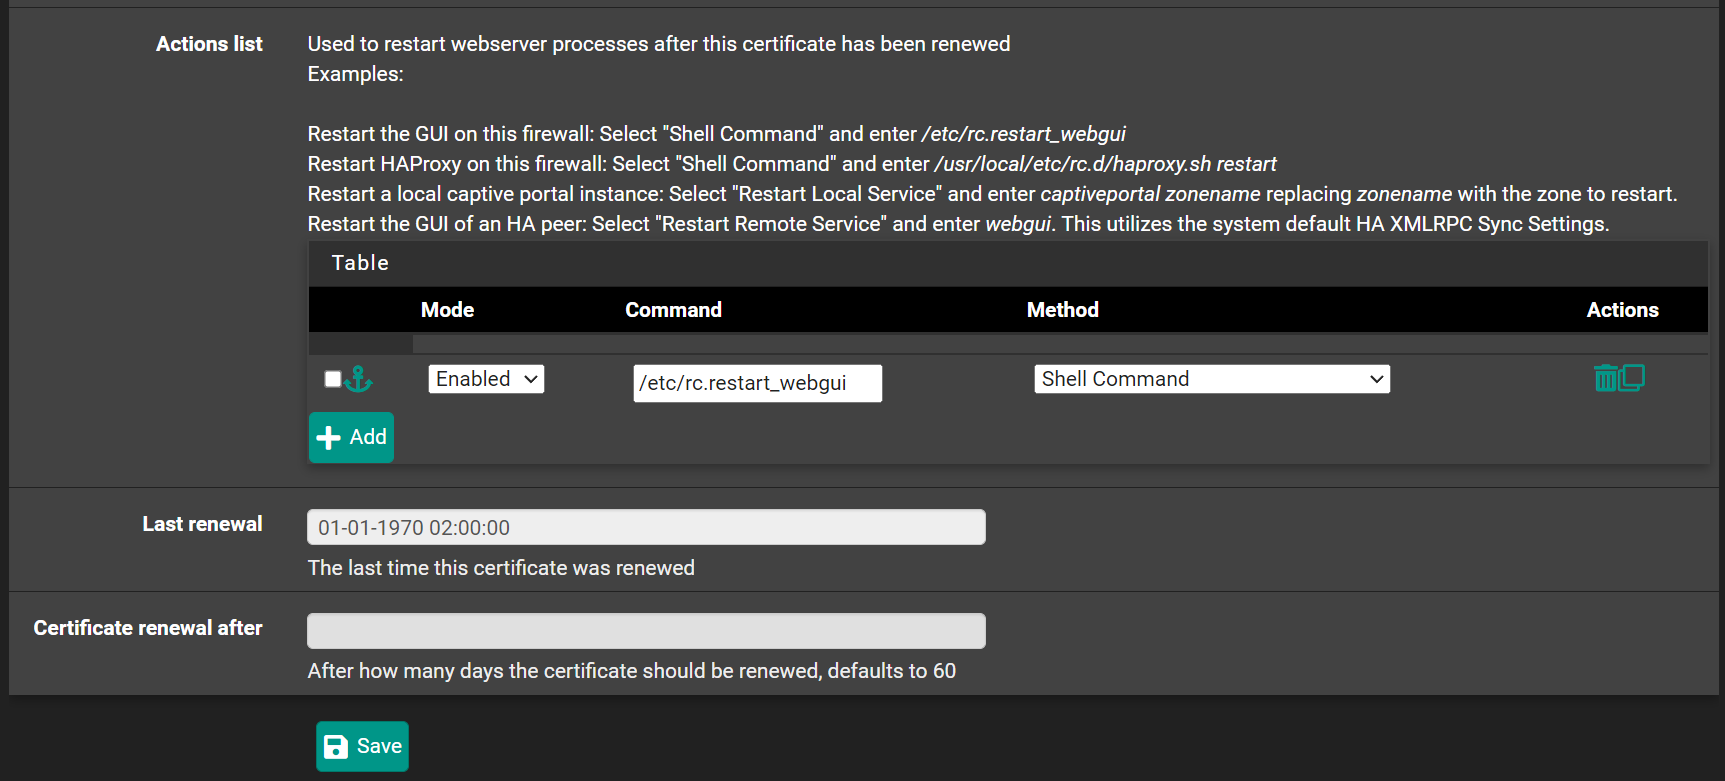 Actions list
Used to restart webserver processes after this certificate has been renewed
Examples:
Restart the GUI on this firewall: Select "Shell Command" and enter /etc/rc.restart_webgui
Restart HAProxy on this firewall: Select "Shell Command" and enter /usr/local/etc/rc.d/haproxy.sh restart
Restart a local captive portal instance: Select "Restart Local Service" and enter captiveportal zonename replacing zonename with the zone to restart.
Restart the GUI of an HA peer: Select "Restart Remote Service" and enter webgui. This utilizes the system default HA XMLRPC Sync Settings.
Table
Mode Command Method Actions
Enabled /etc/rc.restart_webgui Shell Command
Add
Last renewal 01-01-1970 02:00:00
The last time this certificate was renewed
Certificate renewal after
After how many days the certificate should be renewed, defaults to 60
Save